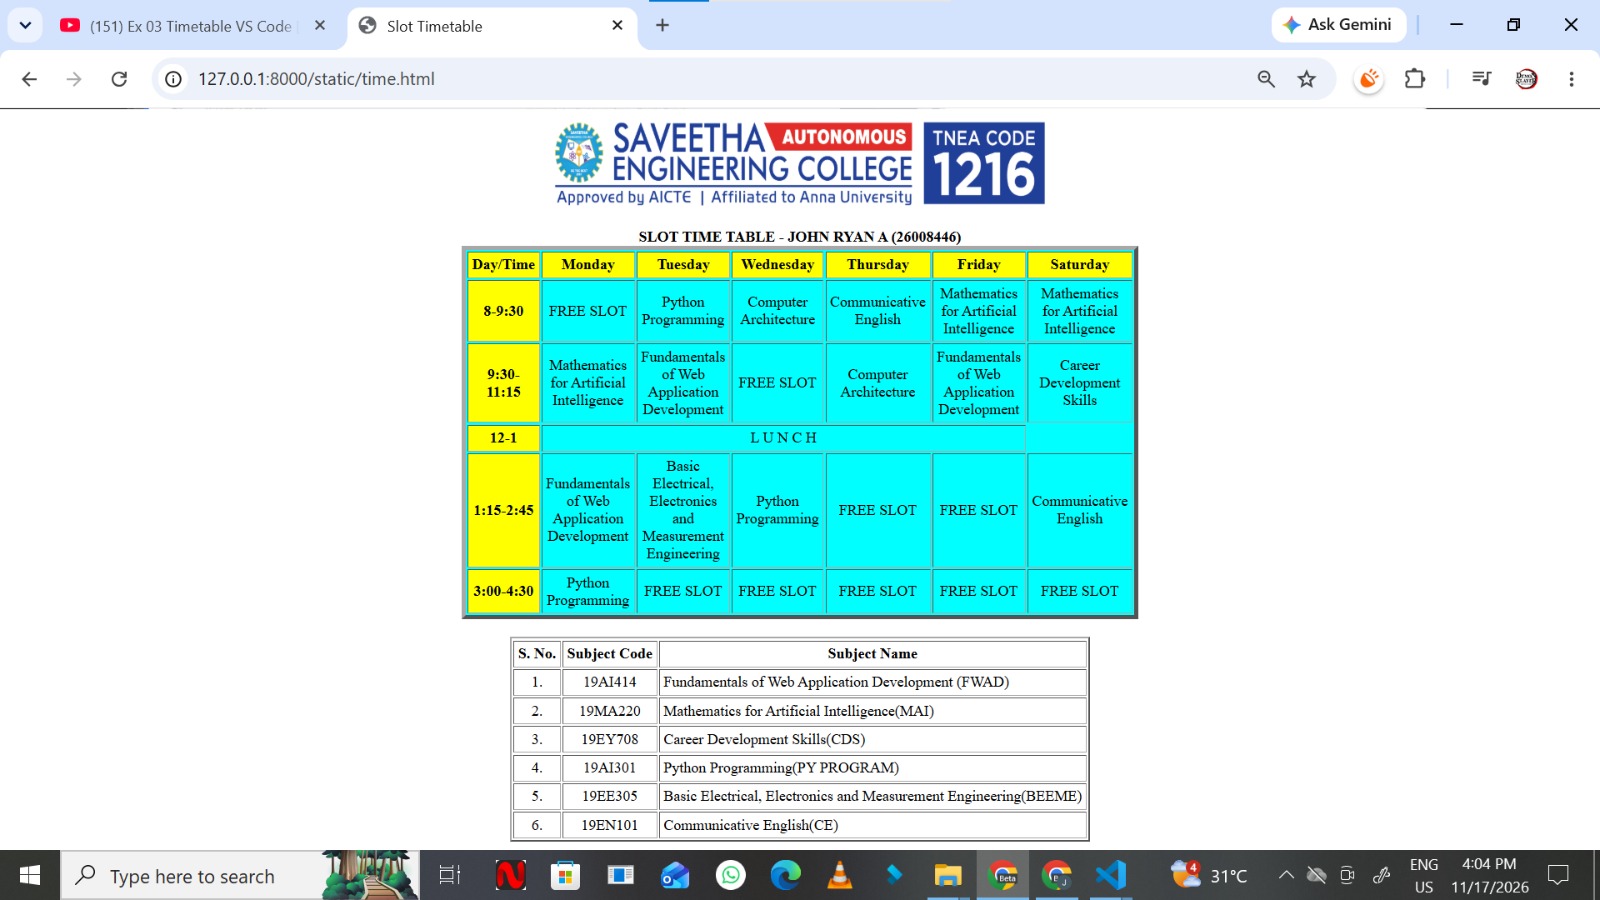 (151) Ex 03 Timetable VS Code
Slot Timetable
Ask Gemini
127.0.0.1:8000/static/time.html
SAVEETHA AUTONOMOUS
ENGINEERING COLLEGE
Approved by AICTE | Affiliated to Anna University
TNEA CODE
1216
SLOT TIME TABLE - JOHN RYAN A (26008446)
Day/Time Monday Tuesday Wednesday Thursday Friday Saturday
8-9:30
FREE SLOT
Python
Programming
Computer
Architecture
Communicative
English
Mathematics
for Artificial
Intelligence
Mathematics
for Artificial
Intelligence
9:30-
11:15
Mathematics
for Artificial
Intelligence
Fundamentals
of Web
Application
Development
FREE SLOT
Computer
Architecture
Fundamentals
of Web
Application
Development
Career
Development
Skills
12-1
L U N C H
1:15-2:45
Fundamentals
of Web
Application
Development
Basic
Electrical,
Electronics
and
Measurement
Engineering
Python
Programming
FREE SLOT
FREE SLOT
Communicative
English
3:00-4:30
Python
Programming
FREE SLOT
FREE SLOT
FREE SLOT
FREE SLOT
FREE SLOT
S. No. Subject Code Subject Name
1. 19AI414 Fundamentals of Web Application Development (FWAD)
2. 19MA220 Mathematics for Artificial Intelligence(MAI)
3. 19EY708 Career Development Skills(CDS)
4. 19AI301 Python Programming(PY PROGRAM)
5. 19EE305 Basic Electrical, Electronics and Measurement Engineering(BEEME)
6. 19EN101 Communicative English(CE)
Type here to search
Beta
4
31°C
ENG
US
4:04 PM
11/17/2026